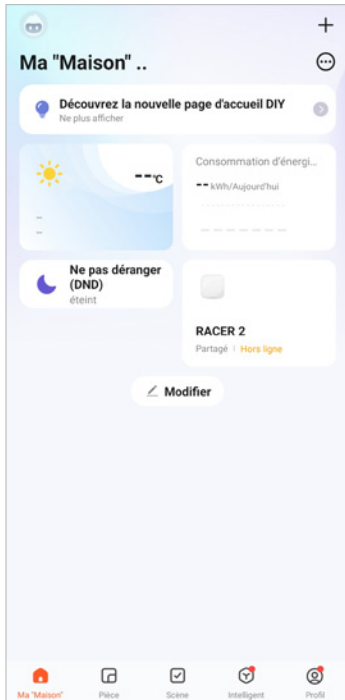 Ma "Maison" ..
Découvrez la nouvelle page d'accueil DIY
Ne plus afficher
--°C
--
--
Consommation d'énergi...
-- kWh/Aujourd'hui
Ne pas déranger
(DND)
éteint
RACER 2
Partagé | Hors ligne
Modifier
Ma "Maison"
Pièce
Scène
Intelligent
Profil